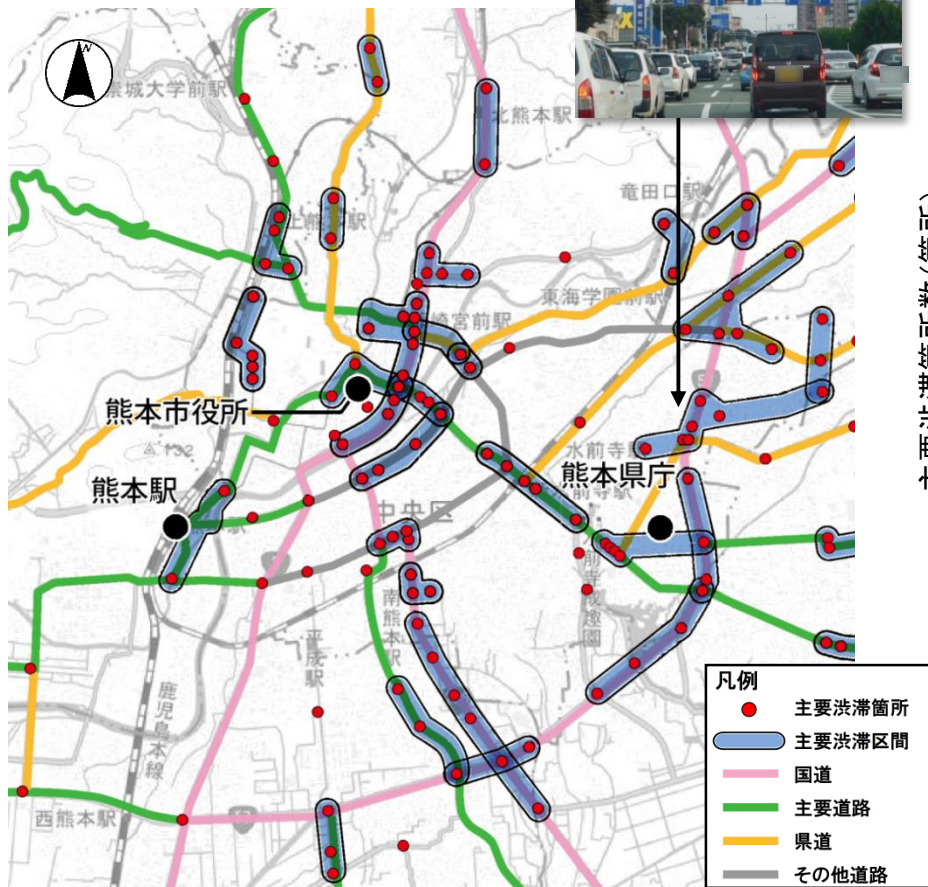 N
崇城大学前駅
北熊本駅
竜田口駅
上熊本駅
東海学園前駅
崎宮前駅
熊本市役所
132
水前寺駅
熊本県庁
熊本駅
中央区
南熊本駅
平成駅
鹿児島本線
西熊本駅
凡例
主要渋滞箇所
主要渋滞区間
国道
主要道路
県道
その他道路